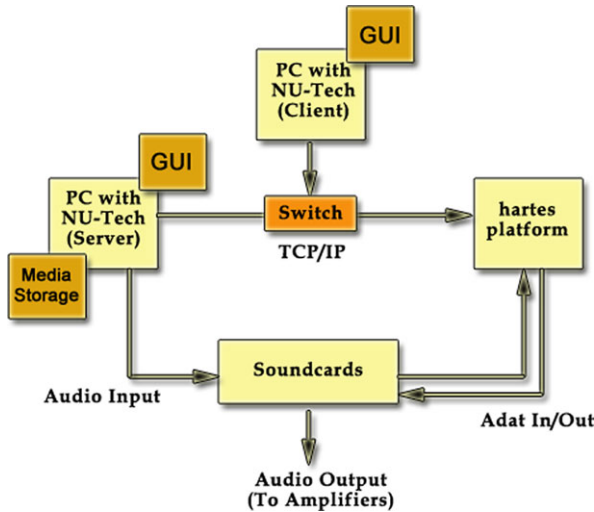 GUI
PC with
NU-Tech
(Client)
GUI
PC with
NU-Tech
(Server)
Switch
hartes
platform
TCP/IP
Media
Storage
Soundcards
Audio Input
Adat In/Out
Audio Output
(To Amplifiers)